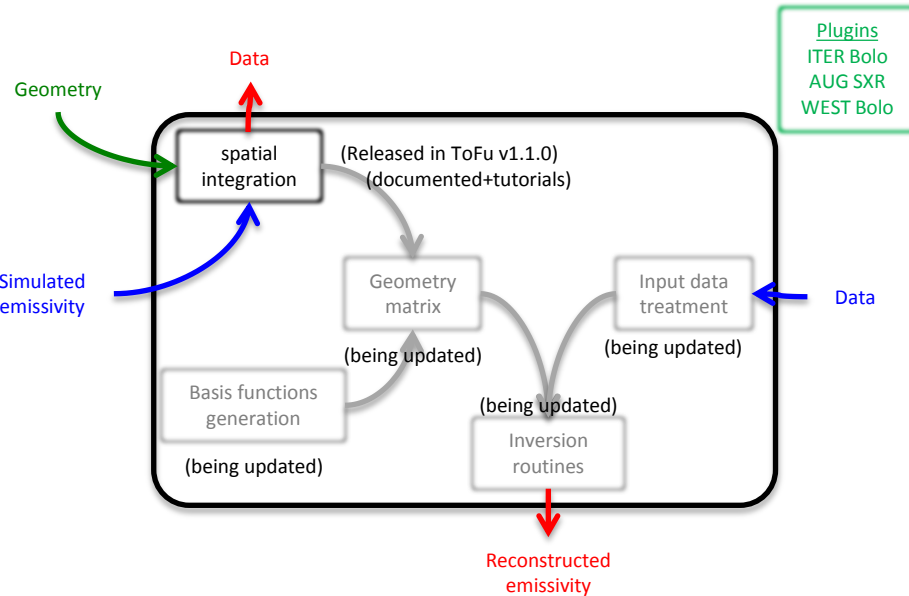 Plugins
ITER Bolo
AUG SXR
WEST Bolo
Data
Geometry
spatial
integration
(Released in ToFu v1.1.0)
(documented+tutorials)
Simulated
emissivity
Geometry
matrix
(being updated)
Input data
treatment
(being updated)
Data
Basis functions
generation
(being updated)
(being updated)
Inversion
routines
Reconstructed
emissivity